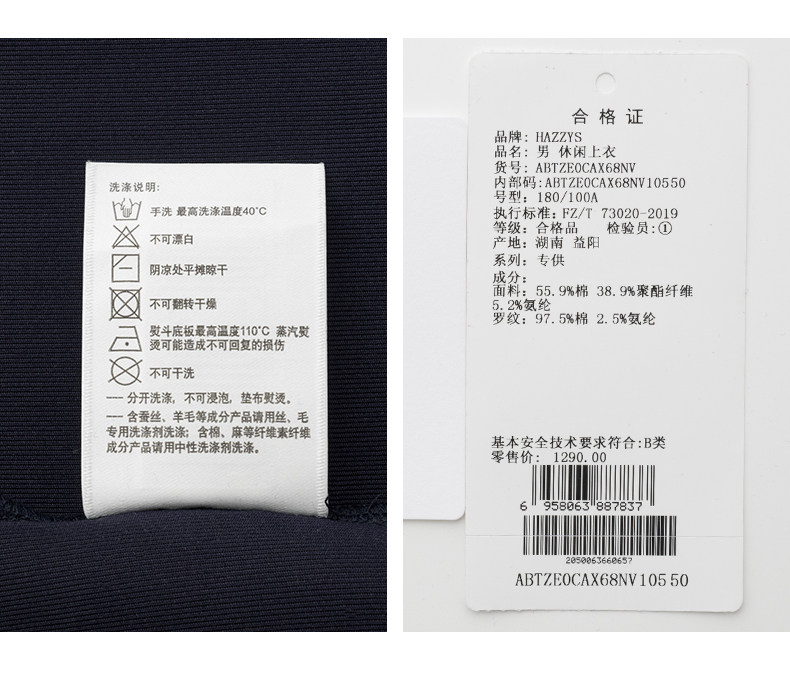 洗涤说明:
手洗 最高洗涤温度40°C
不可漂白
阴凉处平摊晾干
不可翻转干燥
熨斗底板最高温度110°C 蒸汽熨
烫可能造成不可回复的损伤
不可干洗
--- 分开洗涤，不可浸泡，垫布熨烫。
--- 含蚕丝、羊毛等成分产品请用丝、毛
专用洗涤剂洗涤；含棉、麻等纤维素纤维
成分产品请用中性洗涤剂洗涤。
合格证
品牌: HAZZYS
品名: 男 休闲上衣
货号: ABTZE0CAX68NV
内部码:ABTZE0CAX68NV10550
号型: 180/100A
执行标准: FZ/T 73020-2019
等级: 合格品 检验员:①
产地: 湖南 益阳
系列: 专供
成分:
面料: 55.9%棉 38.9%聚酯纤维
5.2%氨纶
罗纹: 97.5%棉 2.5%氨纶
基本安全技术要求符合:B类
零售价: 1290.00
6 958063 887837
2050063660657
ABTZE0CAX68NV10550